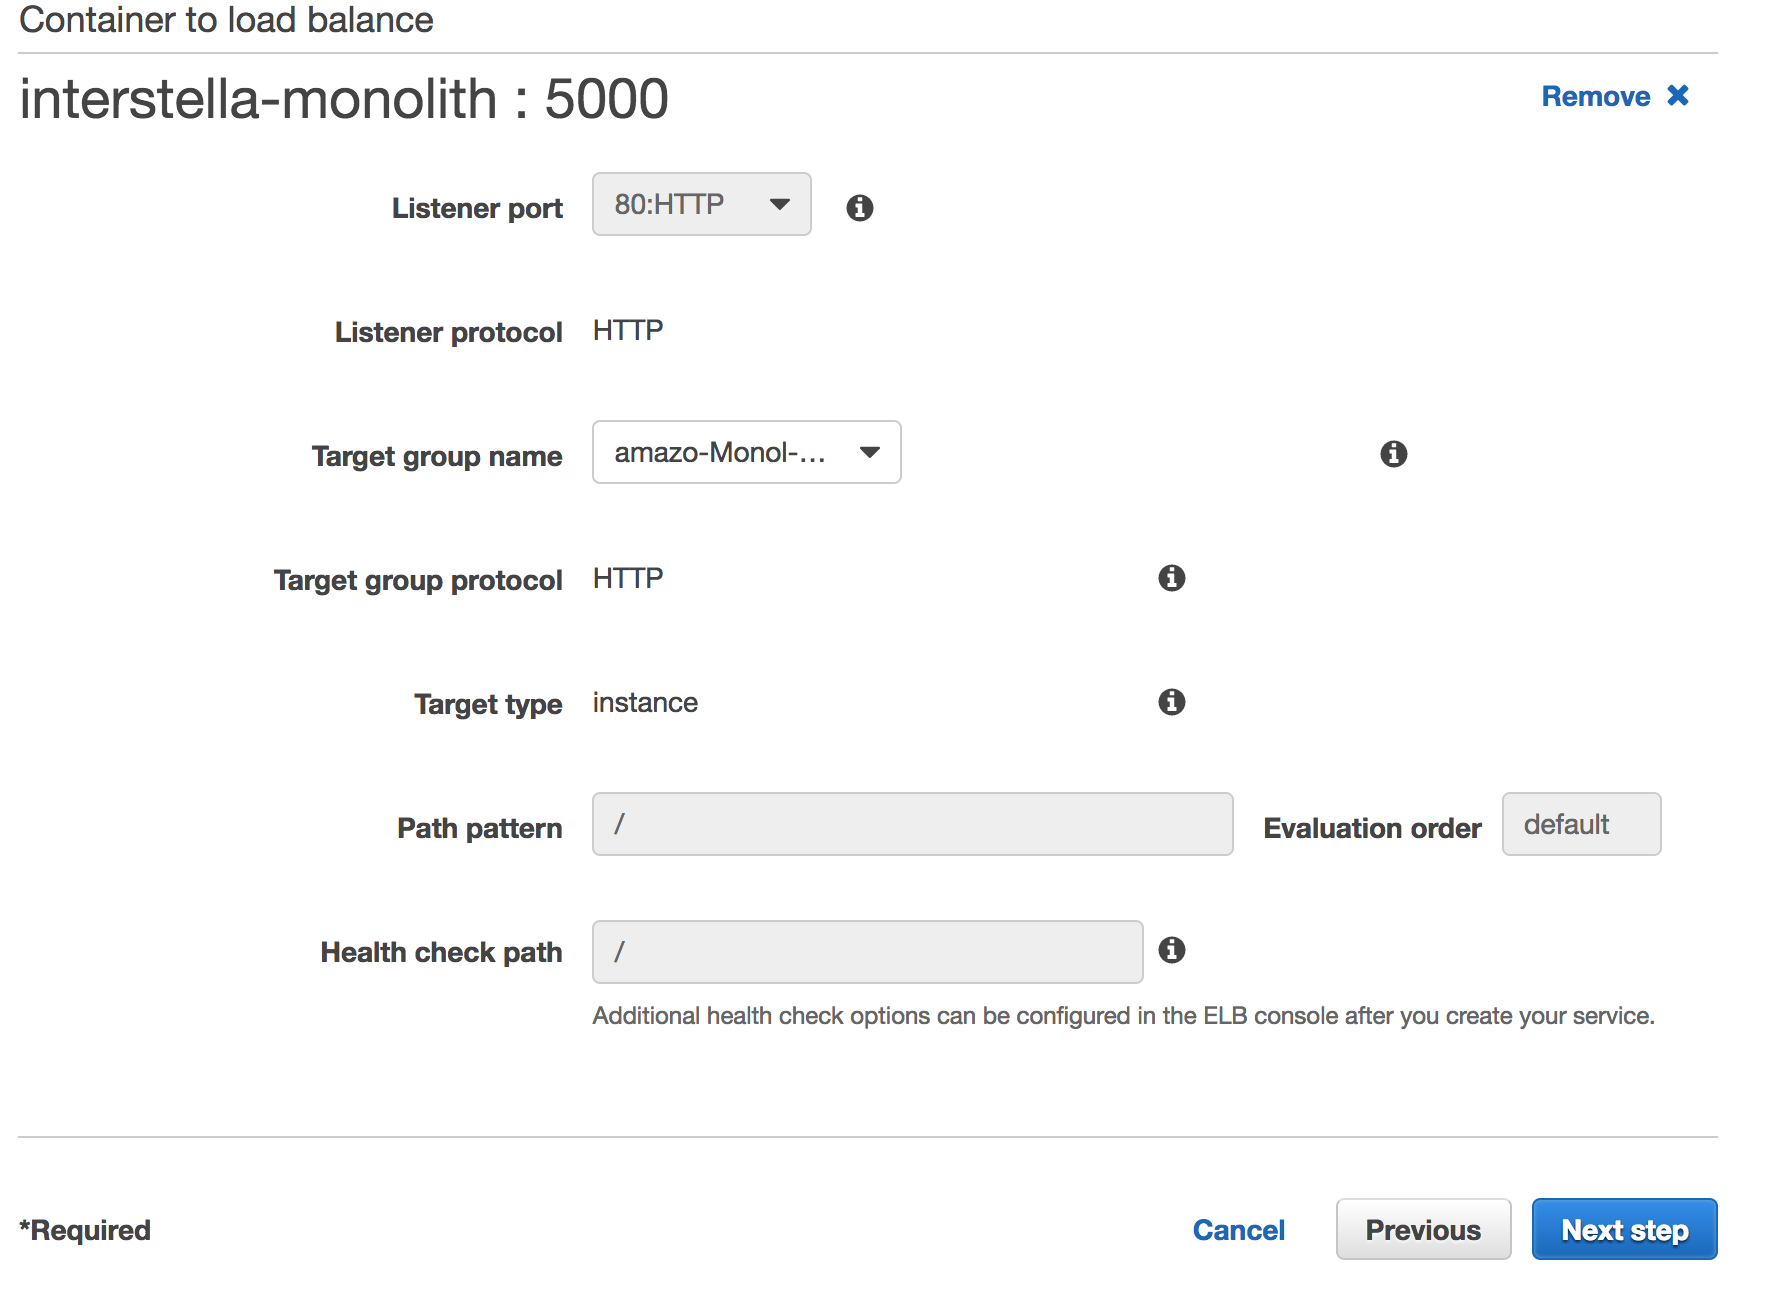 Container to load balance
interstella-monolith : 5000
Remove ✖
Listener port 80:HTTP
Listener protocol HTTP
Target group name amazo-Monol-...
Target group protocol HTTP
Target type instance
Path pattern / Evaluation order default
Health check path /
Additional health check options can be configured in the ELB console after you create your service.
*Required
Cancel Previous Next step